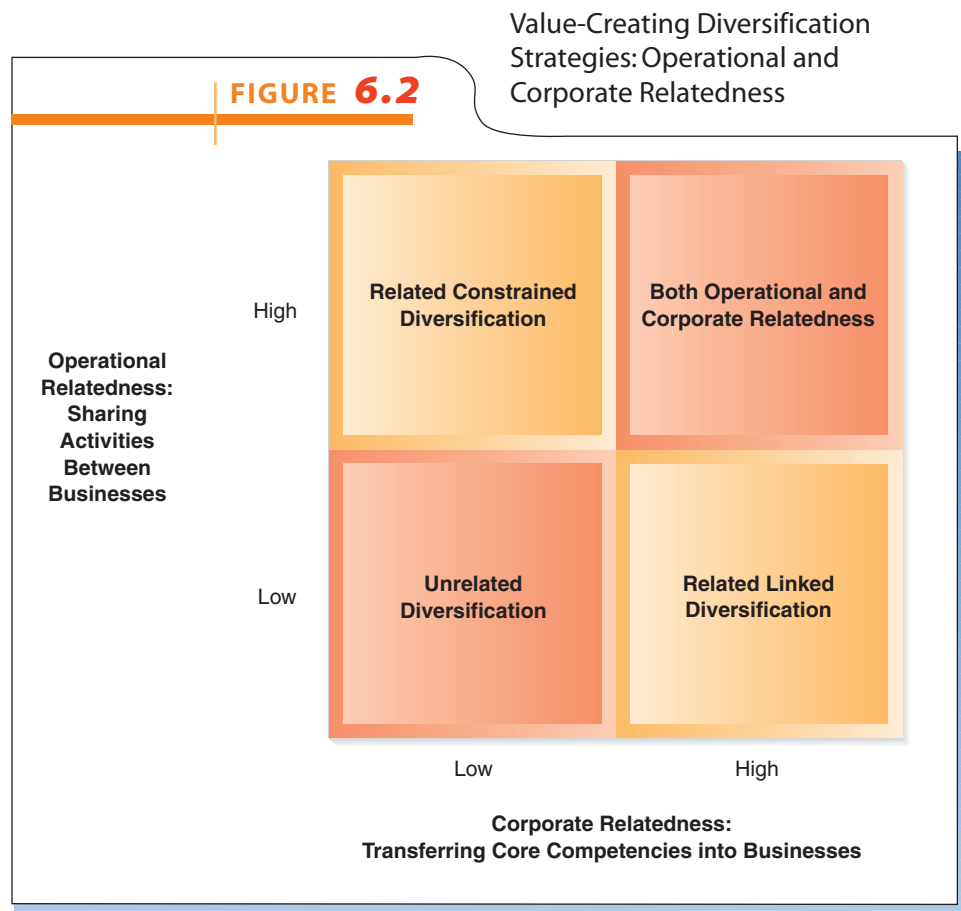 Value-Creating Diversification
Strategies: Operational and
Corporate Relatedness
FIGURE 6.2
High
Operational
Relatedness:
Sharing
Activities
Between
Businesses
Low
Related Constrained
Diversification
Both Operational and
Corporate Relatedness
Unrelated
Diversification
Related Linked
Diversification
Low
High
Corporate Relatedness:
Transferring Core Competencies into Businesses